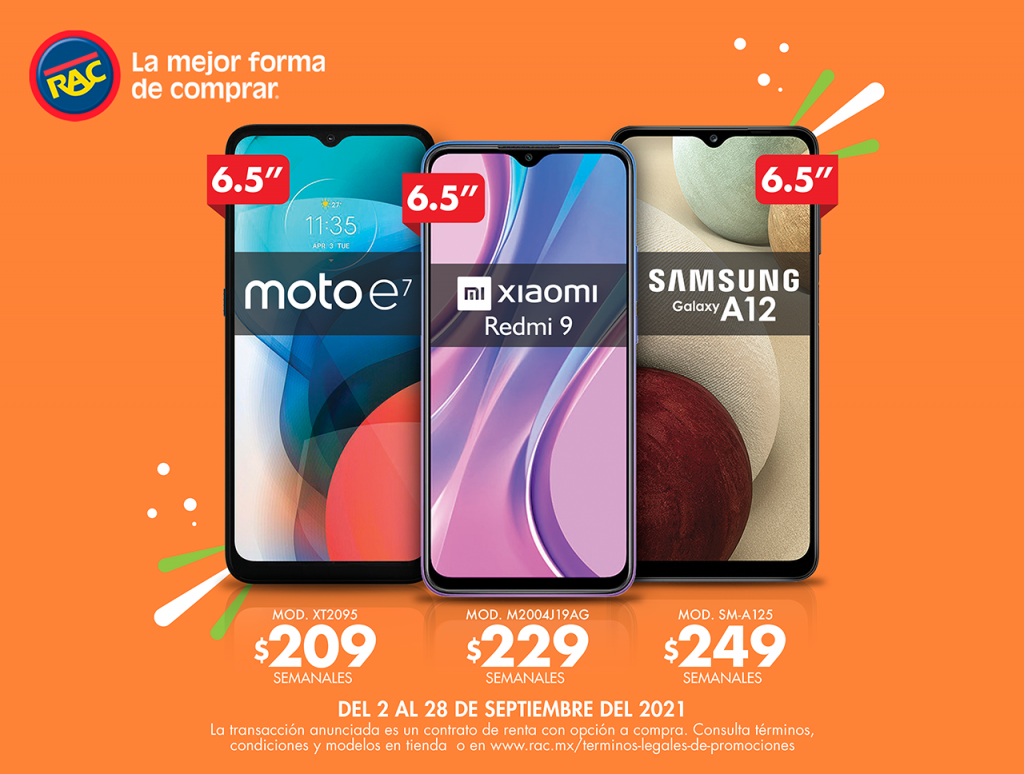 RAC
La mejor forma
de comprar.
6.5"
6.5"
6.5"
27°
11:35
APR 3 TUE
moto e7
mi xiaomi
Redmi 9
SAMSUNG
Galaxy A12
MOD. XT2095
$209
SEMANALES
MOD. M2004J19AG
$229
SEMANALES
MOD. SM-A125
$249
SEMANALES
DEL 2 AL 28 DE SEPTIEMBRE DEL 2021
La transacción anunciada es un contrato de renta con opción a compra. Consulta términos,
condiciones y modelos en tienda o en www.rac.mx/terminos-legales-de-promociones